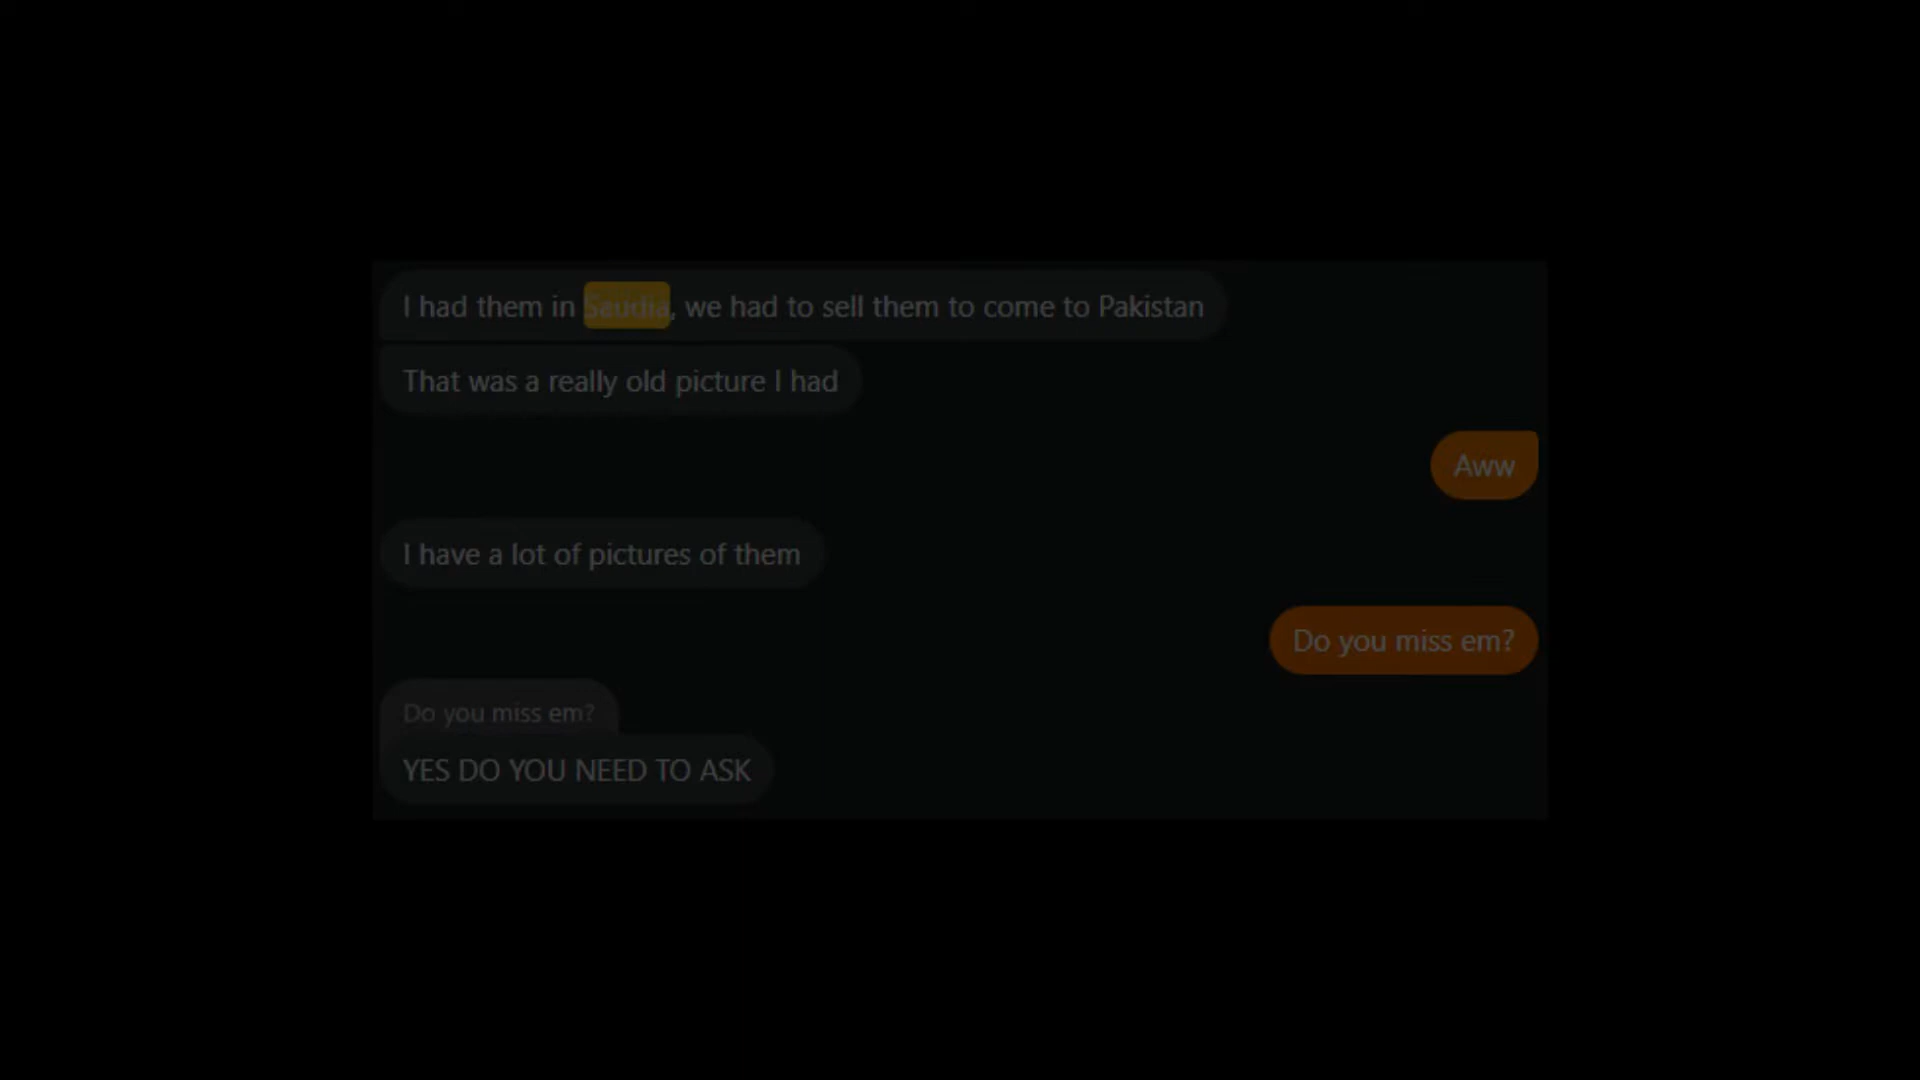 I had them in Saudia, we had to sell them to come to Pakistan
That was a really old picture I had
Aww
I have a lot of pictures of them
Do you miss em?
Do you miss em?
YES DO YOU NEED TO ASK